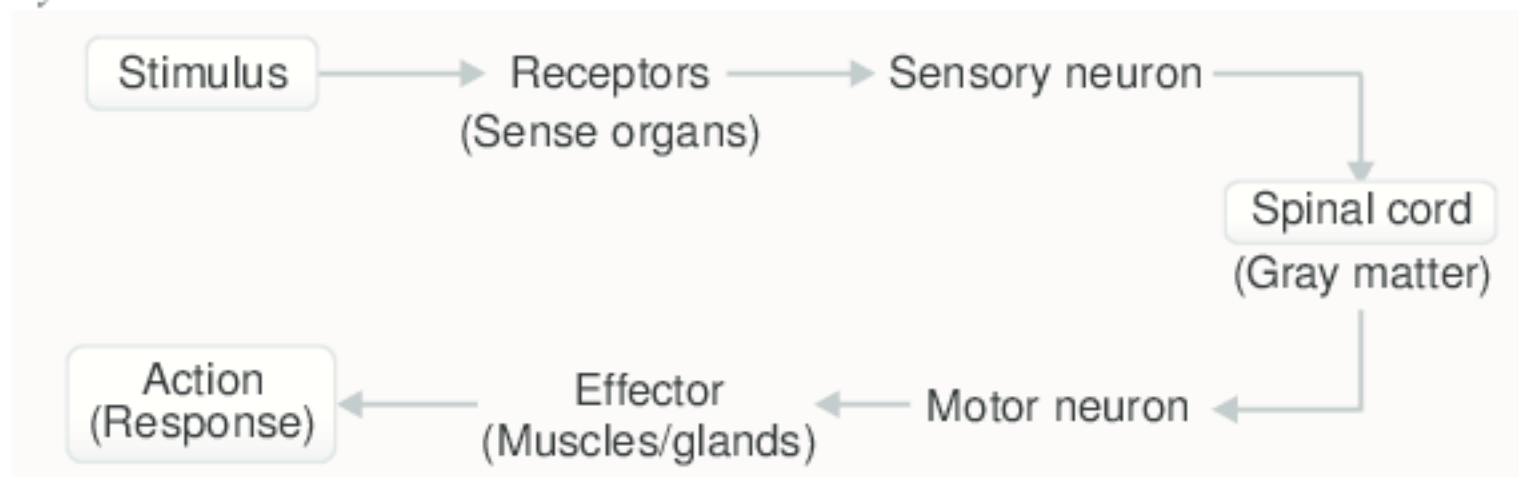 Stimulus
Receptors
(Sense organs)
Sensory neuron
Spinal cord
(Gray matter)
Motor neuron
Effector
(Muscles/glands)
Action
(Response)